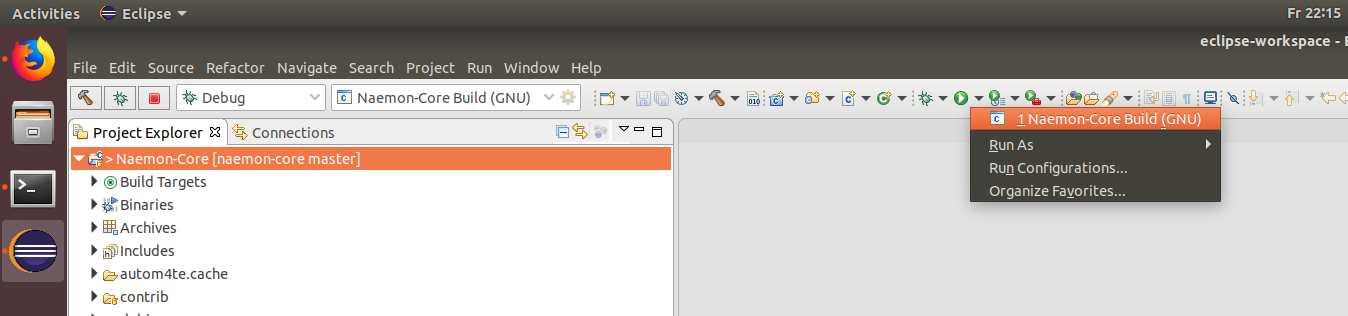 Activities Eclipse Fr 22:15
eclipse-workspace -
File Edit Source Refactor Navigate Search Project Run Window Help
Debug Naemon-Core Build (GNU) 010
Project Explorer Connections
1 Naemon-Core Build (GNU)
> Naemon-Core [naemon-core master]
Run As
Build Targets
Run Configurations...
Binaries
Organize Favorites...
Archives
Includes
autom4te.cache
contrib